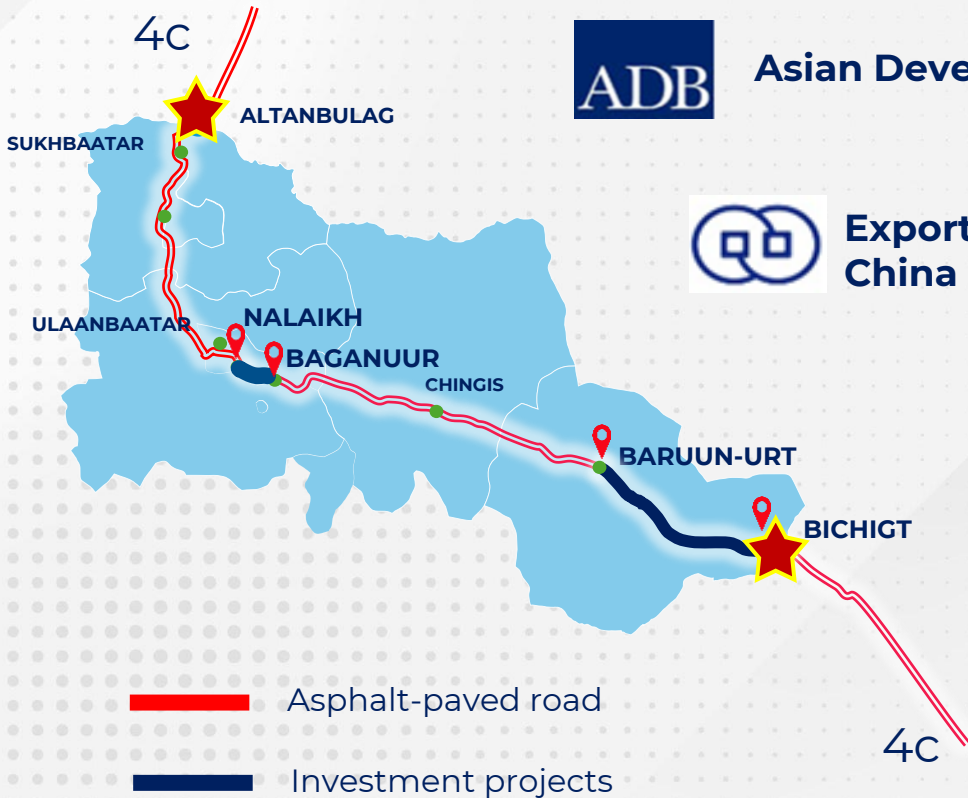 4c
ADB
Asian Deve
ALTANBULAG
SUKHBAATAR
Export
China
ULAANBAATAR
NALAIKH
BAGANUUR
CHINGIS
BARUUN-URT
BICHIGT
Asphalt-paved road
4c
Investment projects